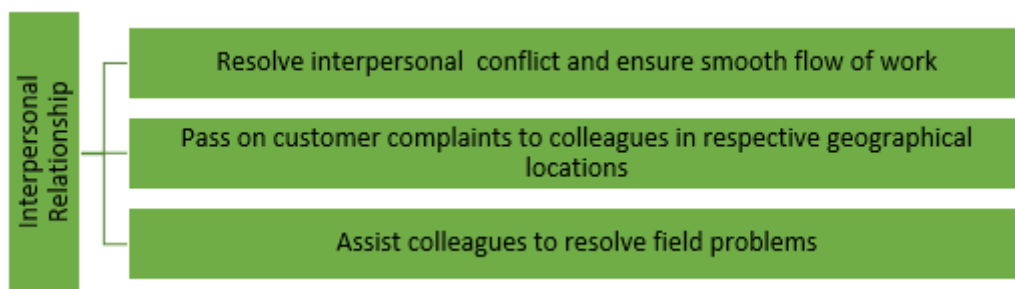 Interpersonal
Relationship
Resolve interpersonal conflict and ensure smooth flow of work
Pass on customer complaints to colleagues in respective geographical
locations
Assist colleagues to resolve field problems